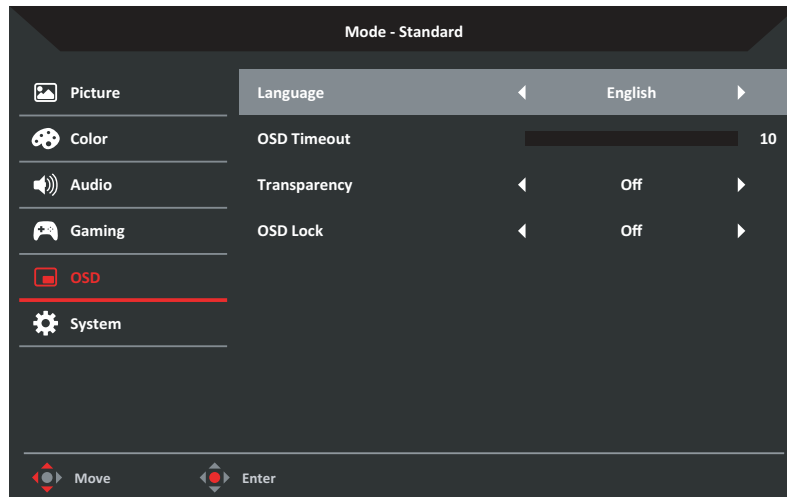 Mode - Standard
Picture
Language English
Color
OSD Timeout 10
Audio
Transparency Off
Gaming
OSD Lock Off
OSD
System
Move Enter